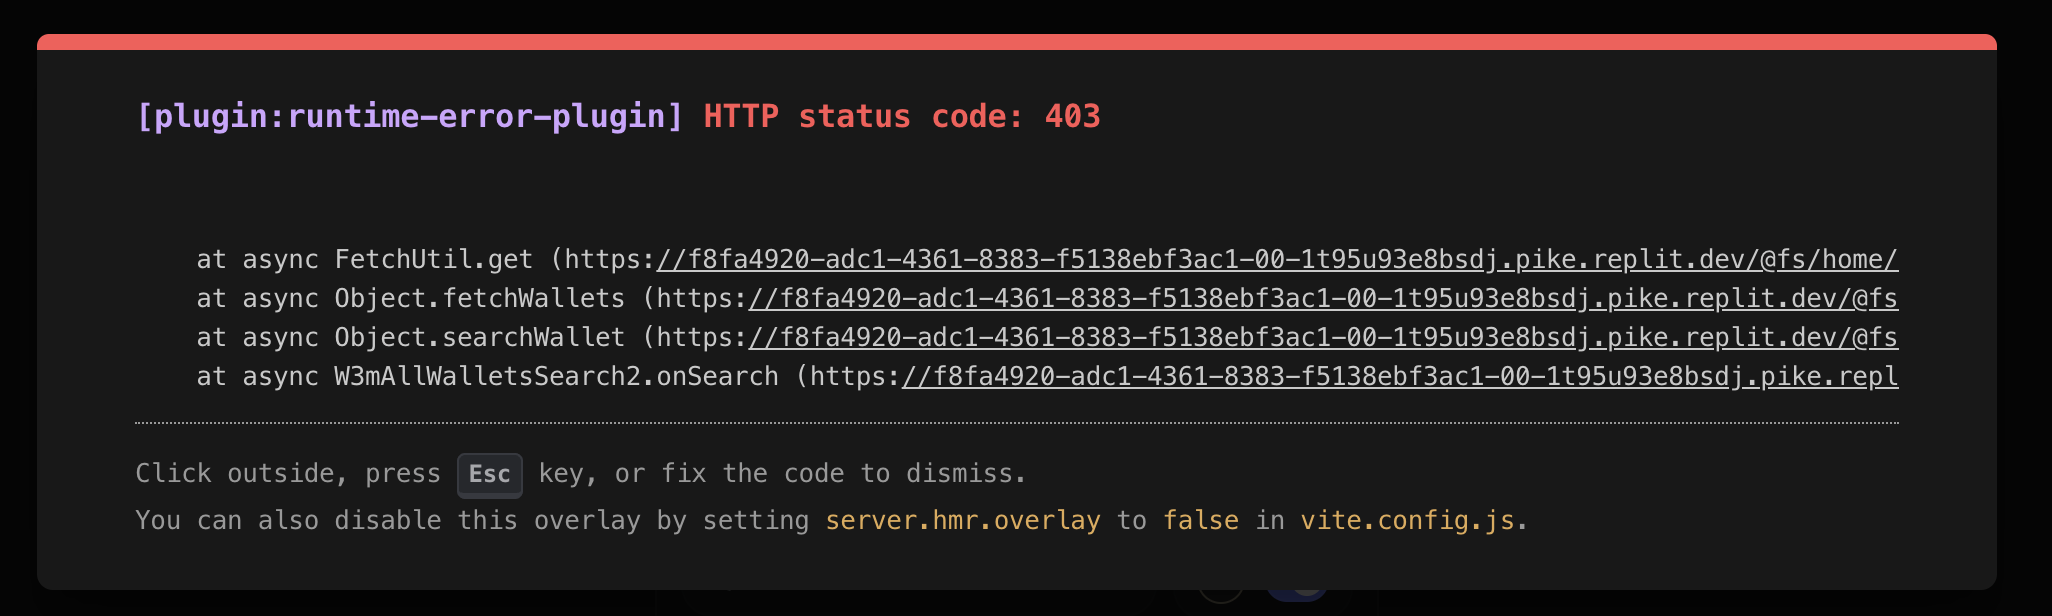 [plugin:runtime-error-plugin] HTTP status code: 403
at async FetchUtil.get (https://f8fa4920-adc1-4361-8383-f5138ebf3ac1-00-1t95u93e8bsdj.pike.replit.dev/@fs/home/
at async Object.fetchWallets (https://f8fa4920-adc1-4361-8383-f5138ebf3ac1-00-1t95u93e8bsdj.pike.replit.dev/@fs
at async Object.searchWallet (https://f8fa4920-adc1-4361-8383-f5138ebf3ac1-00-1t95u93e8bsdj.pike.replit.dev/@fs
at async W3mAllWalletsSearch2.onSearch (https://f8fa4920-adc1-4361-8383-f5138ebf3ac1-00-1t95u93e8bsdj.pike.repl
Click outside, press Esc key, or fix the code to dismiss.
You can also disable this overlay by setting server.hmr.overlay to false in vite.config.js.